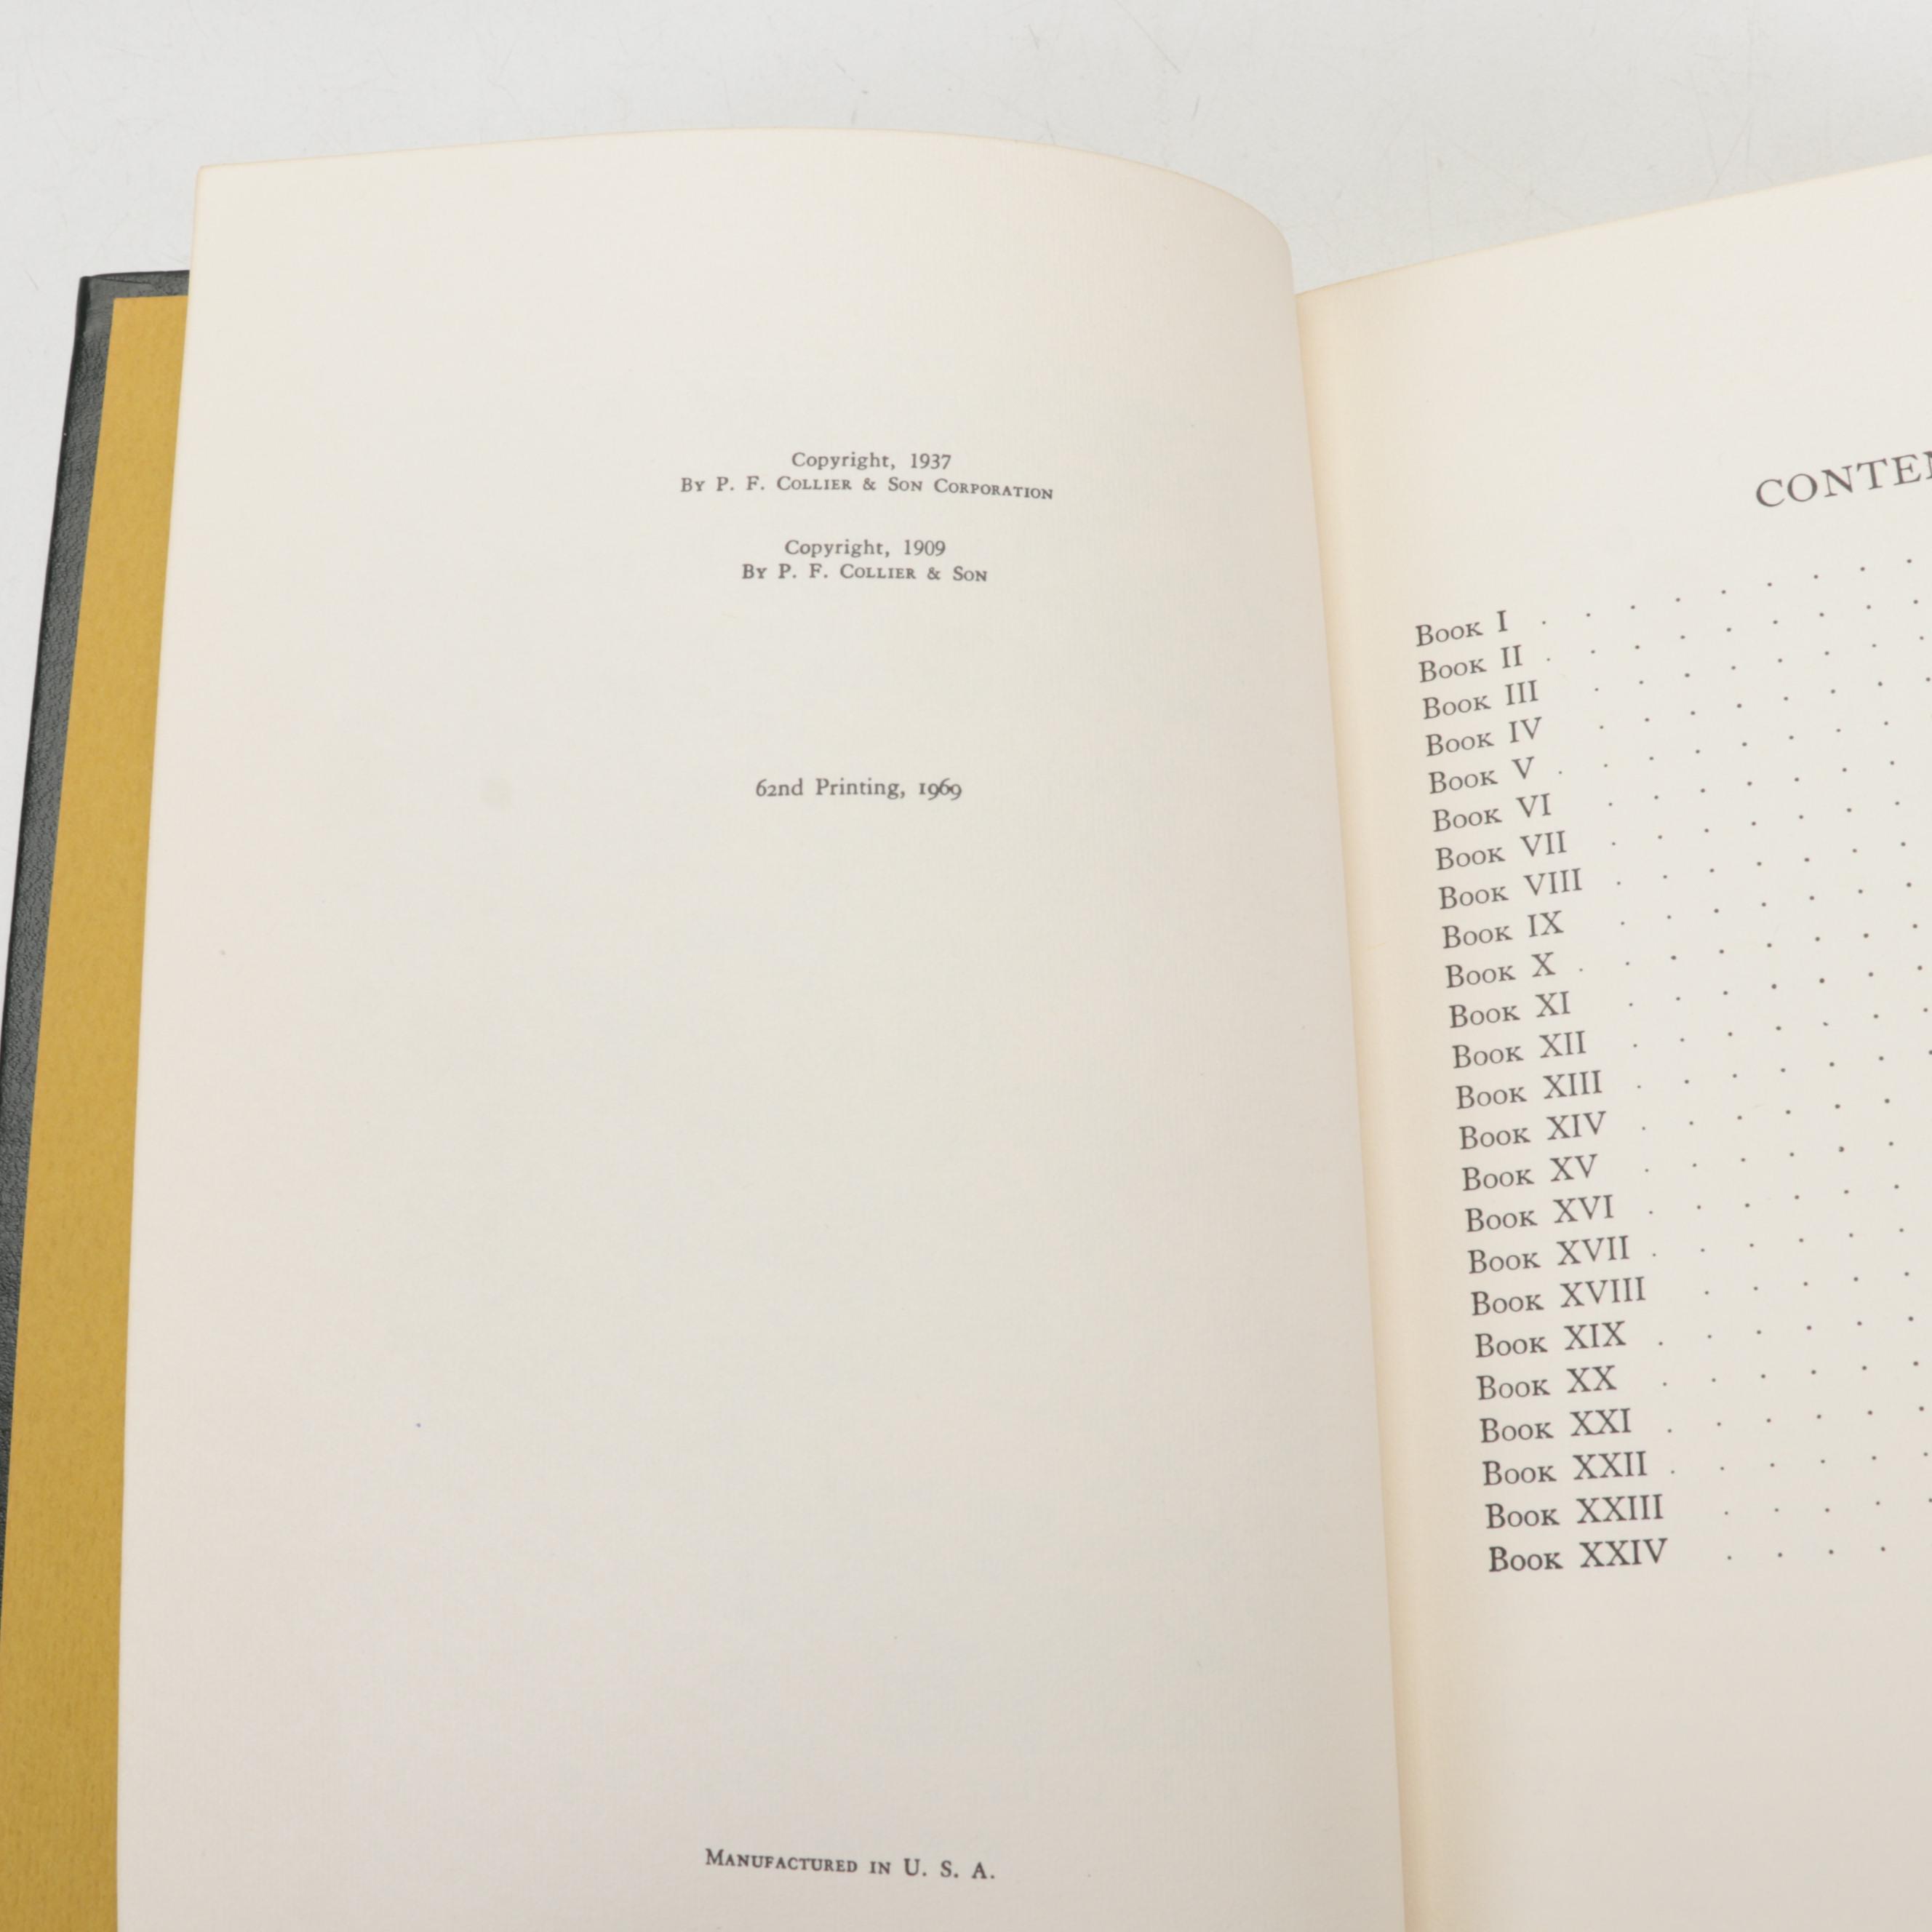 Copyright, 1937
By P. F. Collier & Son Corporation
Copyright, 1909
By P. F. Collier & Son
62nd Printing, 1969
Manufactured in U. S. A.
Book I . . . . . . . . .
Book II . . . . . . . . .
Book III . . . . . . . .
Book IV . . . . . . . .
Book V . . . . . . . .
Book VI . . . . . . .
Book VII . . . . . . .
Book VIII . . . . . . .
Book IX . . . . . . .
Book X . . . . . . . .
Book XI . . . . . . .
Book XII . . . . . . .
Book XIII . . . . . . .
Book XIV . . . . . .
Book XV . . . . . .
Book XVI . . . . . .
Book XVII . . . . . .
Book XVIII . . . . .
Book XIX . . . . . .
Book XX . . . . . .
Book XXI . . . . . .
Book XXII . . . . . .
Book XXIII . . . . .
Book XXIV . . . .